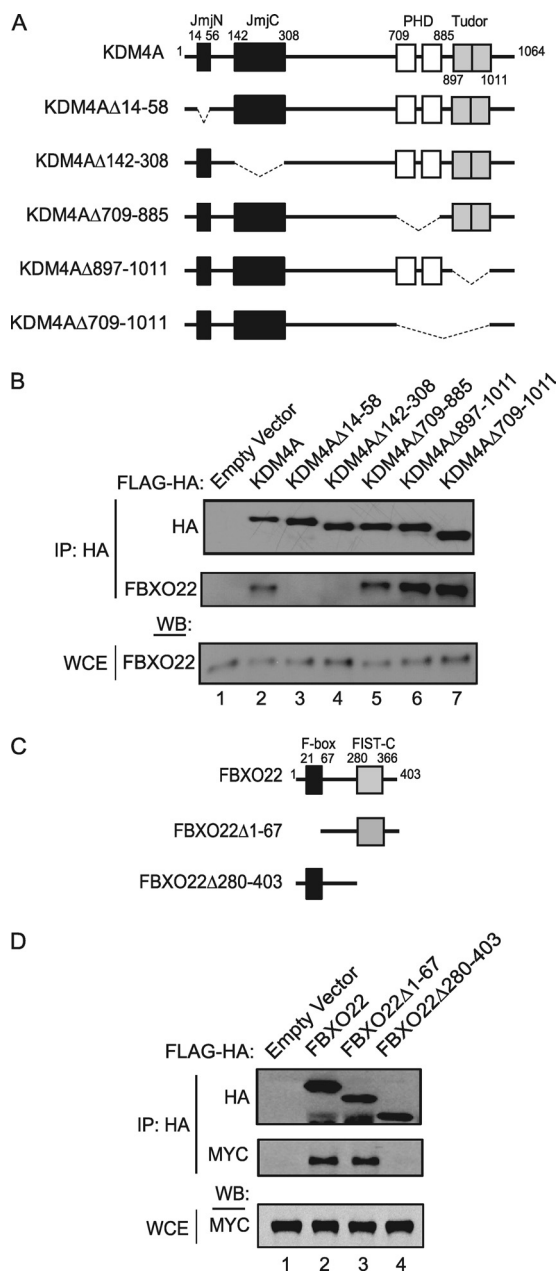 A
JmjN JmjC PHD Tudor
14 56 142 308 709 885
KDM4A 1 1064
897 1011
KDM4AΔ14-58
KDM4AΔ142-308
KDM4AΔ709-885
KDM4AΔ897-1011
KDM4AΔ709-1011
B
FLAG-HA: Empty Vector KDM4A KDM4AΔ14-58 KDM4AΔ142-308 KDM4AΔ709-885 KDM4AΔ897-1011 KDM4AΔ709-1011
HA
IP: HA
FBXO22
WB:
WCE FBXO22
1 2 3 4 5 6 7
C
F-box FIST-C
21 67 280 366
FBXO22 1 403
FBXO22Δ1-67
FBXO22Δ280-403
D
FLAG-HA: Empty Vector FBXO22 FBXO22Δ1-67 FBXO22Δ280-403
HA
IP: HA
MYC
WB:
WCE MYC
1 2 3 4